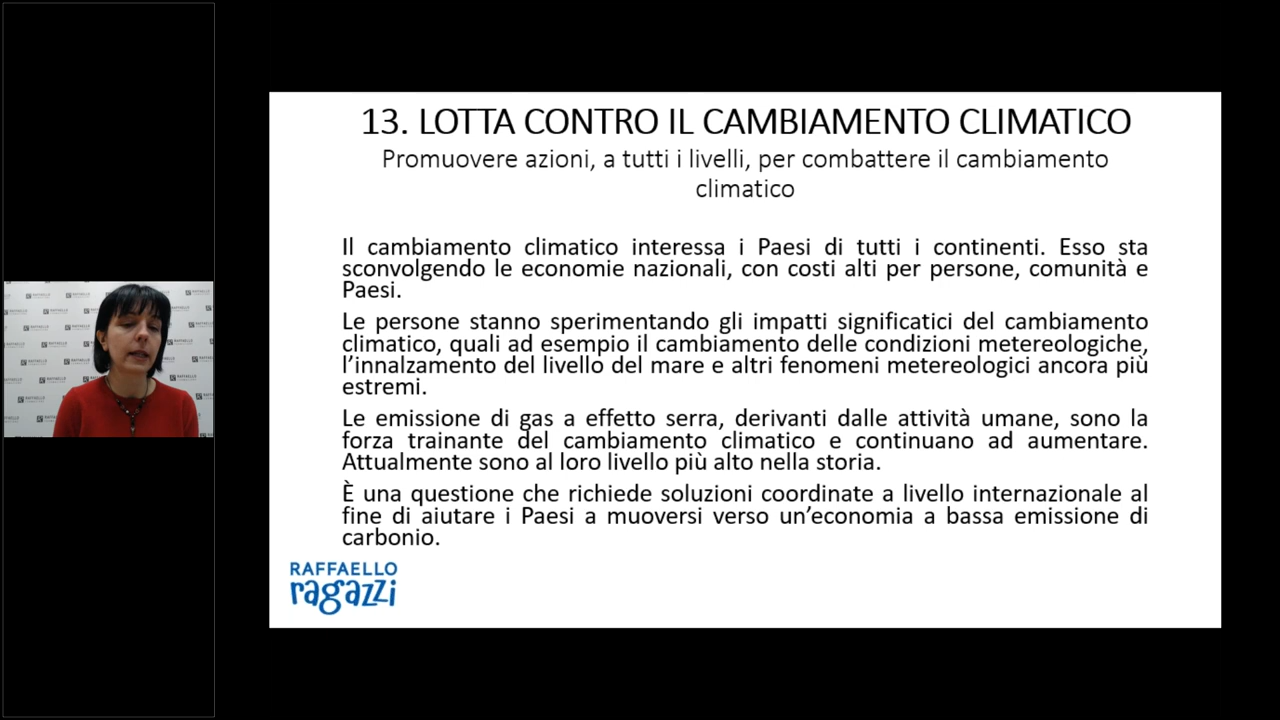 13. LOTTA CONTRO IL CAMBIAMENTO CLIMATICO
Promuovere azioni, a tutti i livelli, per combattere il cambiamento
climatico
Il cambiamento climatico interessa i Paesi di tutti i continenti. Esso sta
sconvolgendo le economie nazionali, con costi alti per persone, comunità e
Paesi.
Le persone stanno sperimentando gli impatti significatici del cambiamento
climatico, quali ad esempio il cambiamento delle condizioni metereologiche,
l’innalzamento del livello del mare e altri fenomeni metereologici ancora più
estremi.
Le emissione di gas a effetto serra, derivanti dalle attività umane, sono la
forza trainante del cambiamento climatico e continuano ad aumentare.
Attualmente sono al loro livello più alto nella storia.
È una questione che richiede soluzioni coordinate a livello internazionale al
fine di aiutare i Paesi a muoversi verso un’economia a bassa emissione di
carbonio.
RAFFAELLO
ragazzi